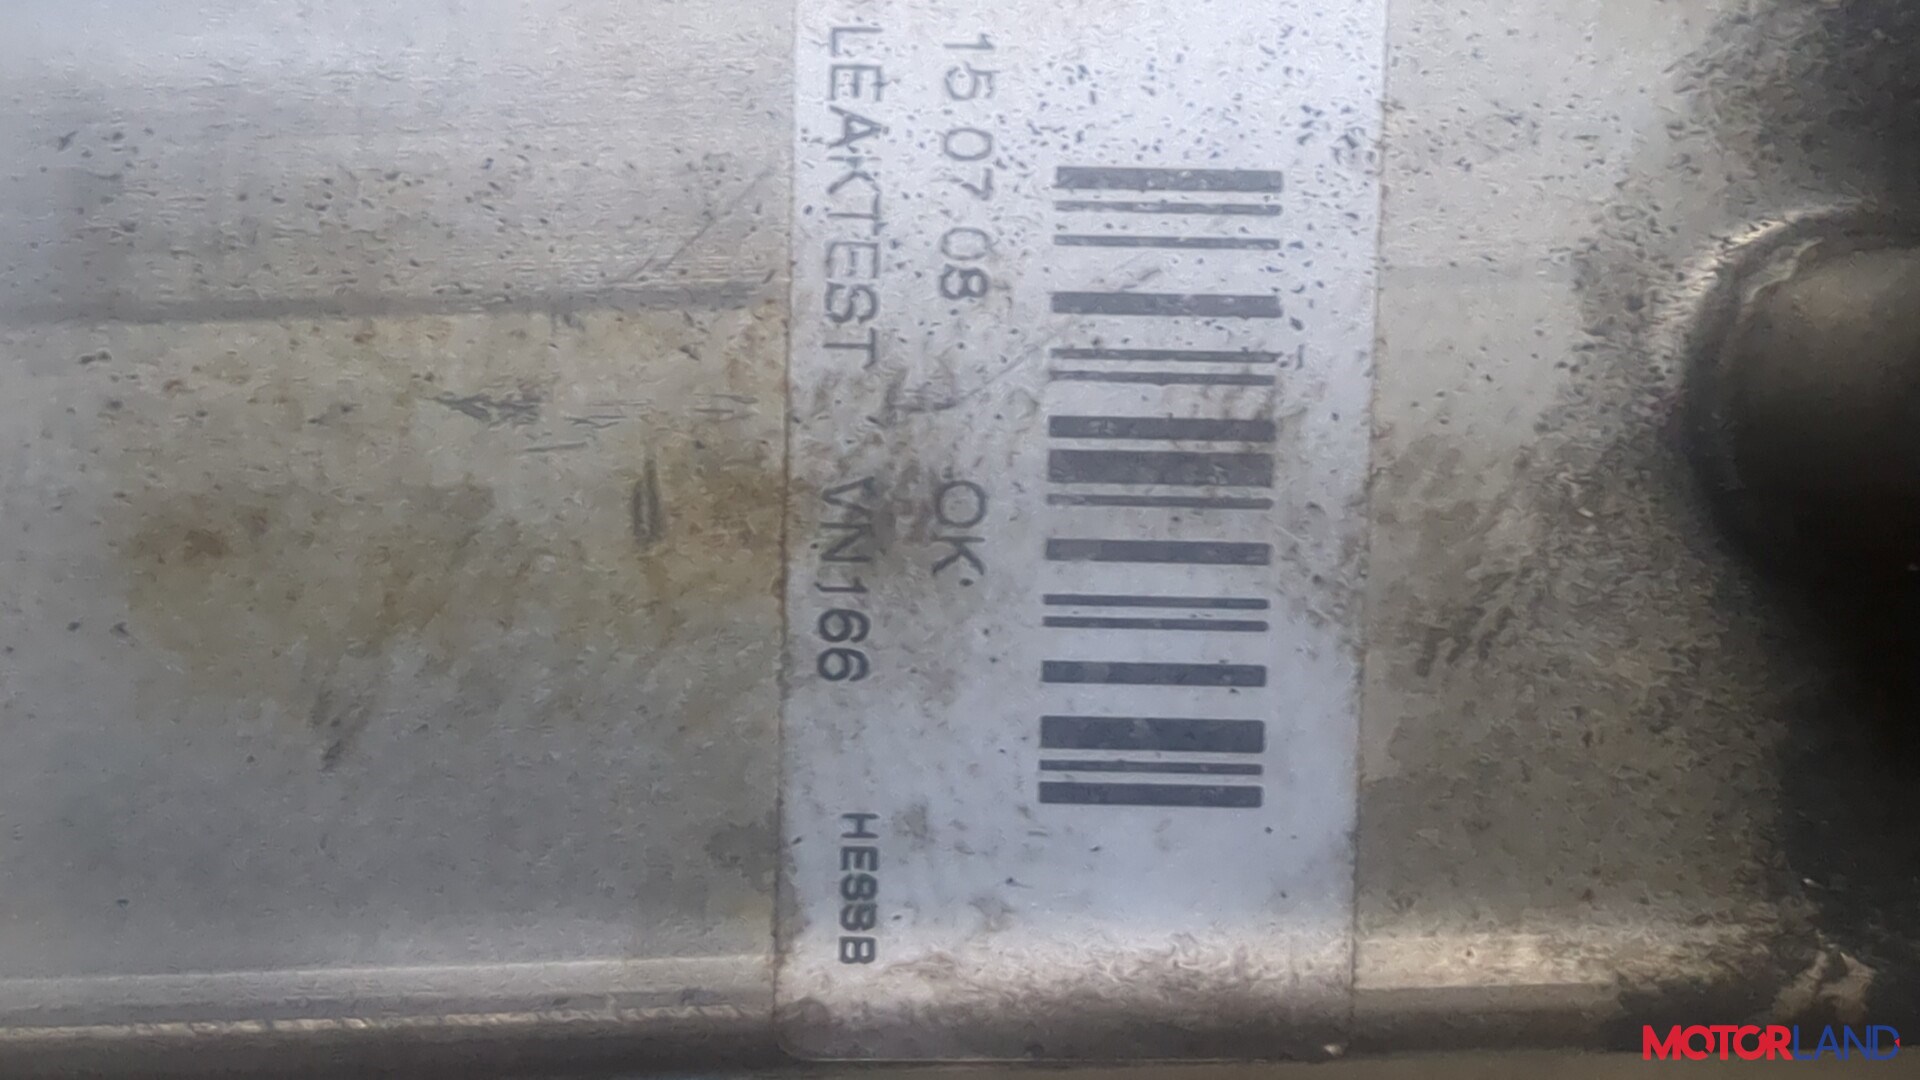 15 07 08 OK
LEAKTEST VN166 HESSB
MOTORLAND